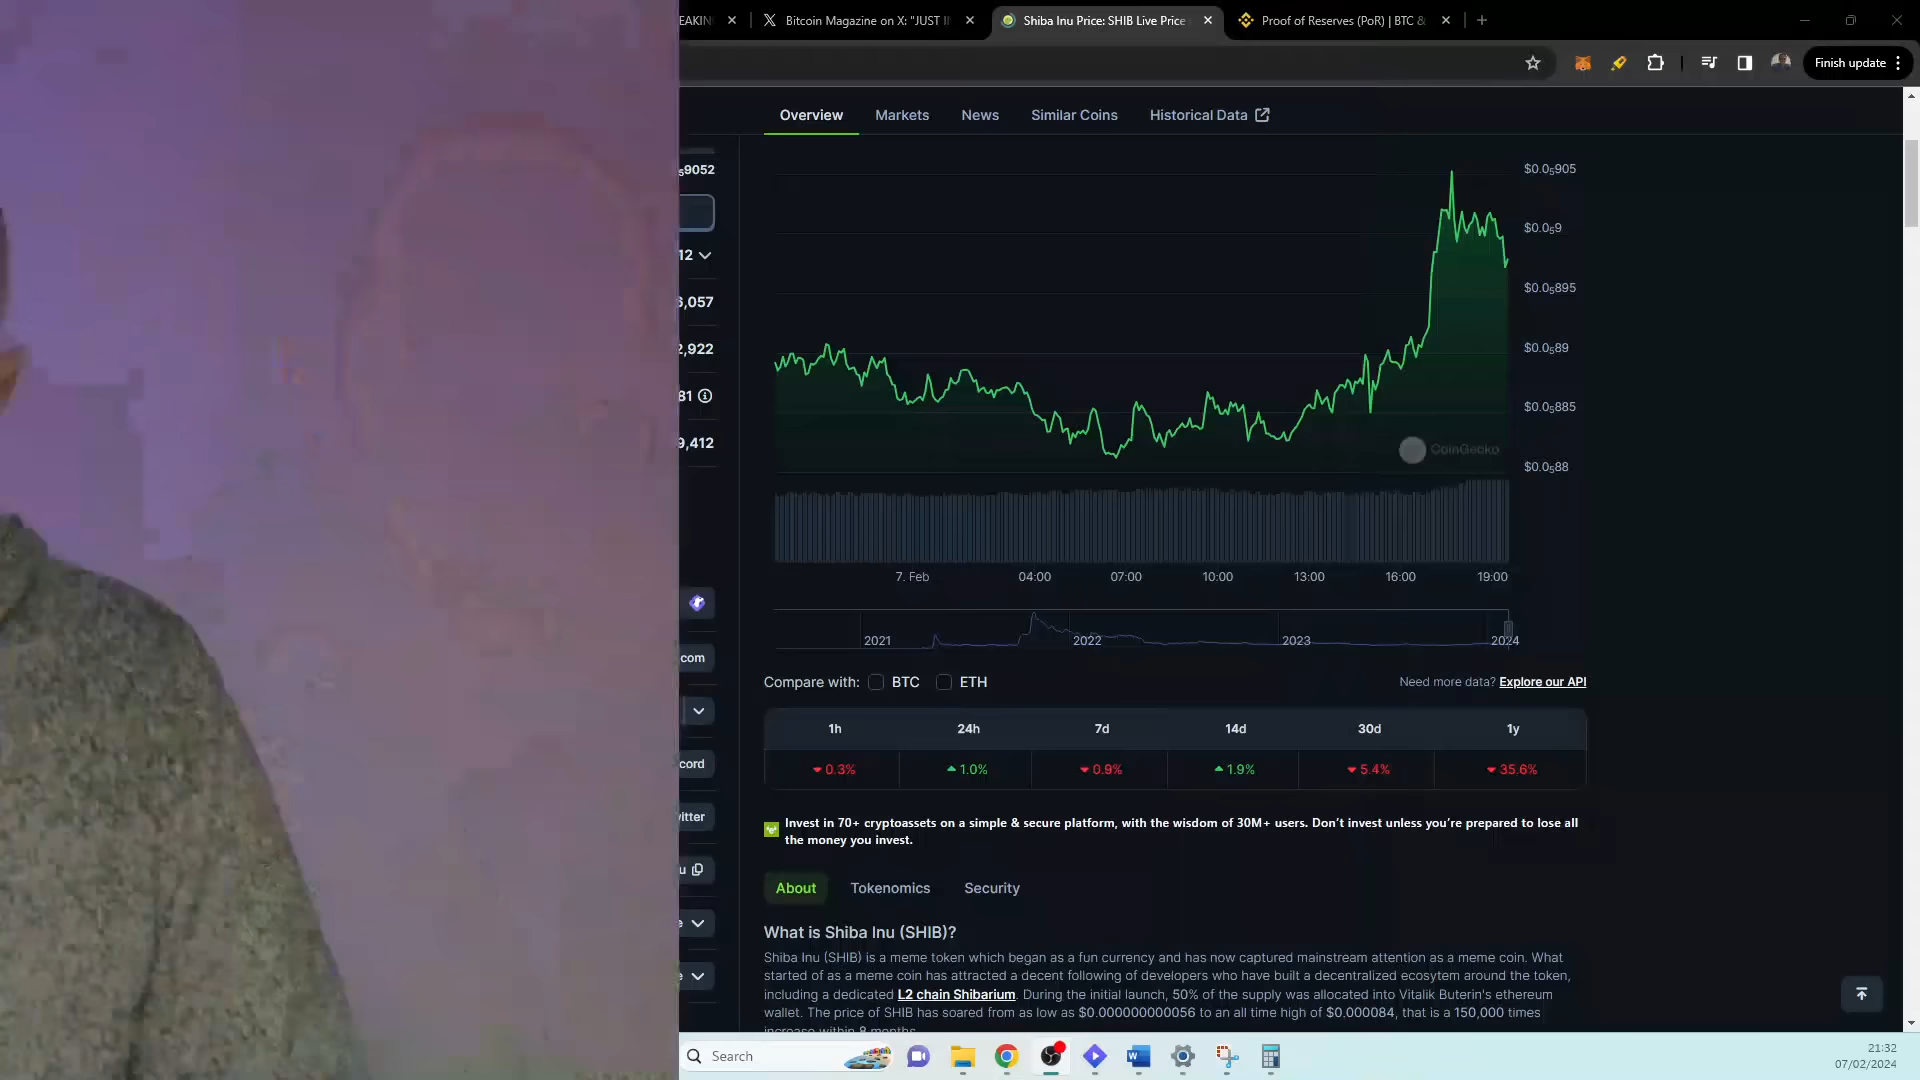 EAKIN
Bitcoin Magazine on X: "JUST I
Shiba Inu Price: SHIB Live Price
Proof of Reserves (PoR) | BTC &
Finish update
Overview
Markets
News
Similar Coins
Historical Data
₅9052
12
6,057
2,922
81
9,412
com
cord
itter
u
e
e
$0.0₅905
$0.0₅9
$0.0₅895
$0.0₅89
$0.0₅885
$0.0₅88
CoinGecko
7. Feb
04:00
07:00
10:00
13:00
16:00
19:00
2021
2022
2023
2024
Compare with:
BTC
ETH
Need more data? Explore our API
1h
24h
7d
14d
30d
1y
0.3%
1.0%
0.9%
1.9%
5.4%
35.6%
Invest in 70+ cryptoassets on a simple & secure platform, with the wisdom of 30M+ users. Don't invest unless you're prepared to lose all
the money you invest.
About
Tokenomics
Security
What is Shiba Inu (SHIB)?
Shiba Inu (SHIB) is a meme token which began as a fun currency and has now captured mainstream attention as a meme coin. What
started of as a meme coin has attracted a decent following of developers who have built a decentralized ecosytem around the token,
including a dedicated L2 chain Shibarium. During the initial launch, 50% of the supply was allocated into Vitalik Buterin's ethereum
wallet. The price of SHIB has soared from as low as $0.000000000056 to an all time high of $0.000084, that is a 150,000 times
increase within 8 months.
Search
21:32
07/02/2024